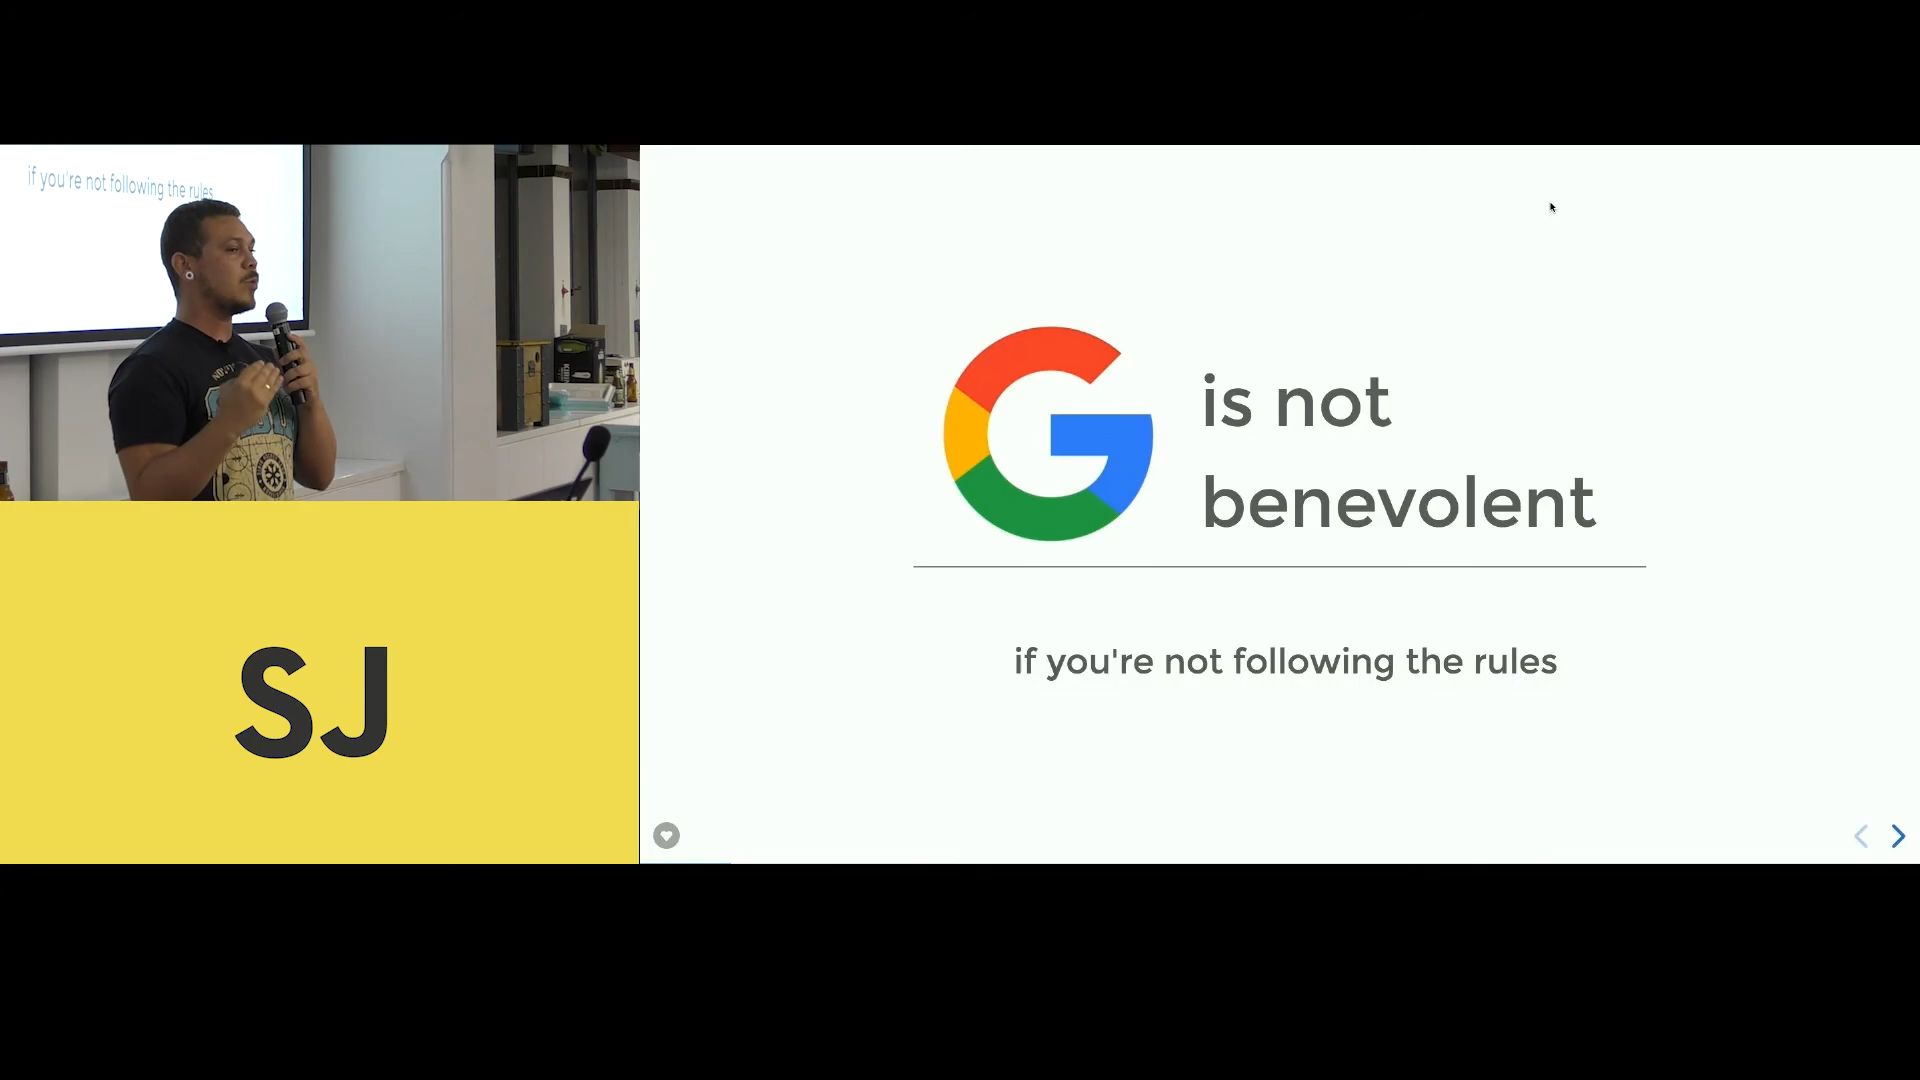 if you're not following the rules
SJ
is not
benevolent
if you're not following the rules